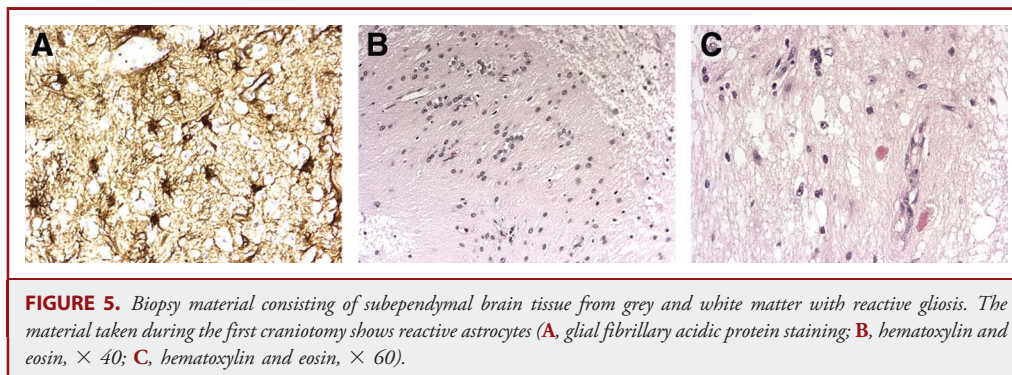 A B C
FIGURE 5. Biopsy material consisting of subependymal brain tissue from grey and white matter with reactive gliosis. The
material taken during the first craniotomy shows reactive astrocytes (A, glial fibrillary acidic protein staining; B, hematoxylin and
eosin, × 40; C, hematoxylin and eosin, × 60).